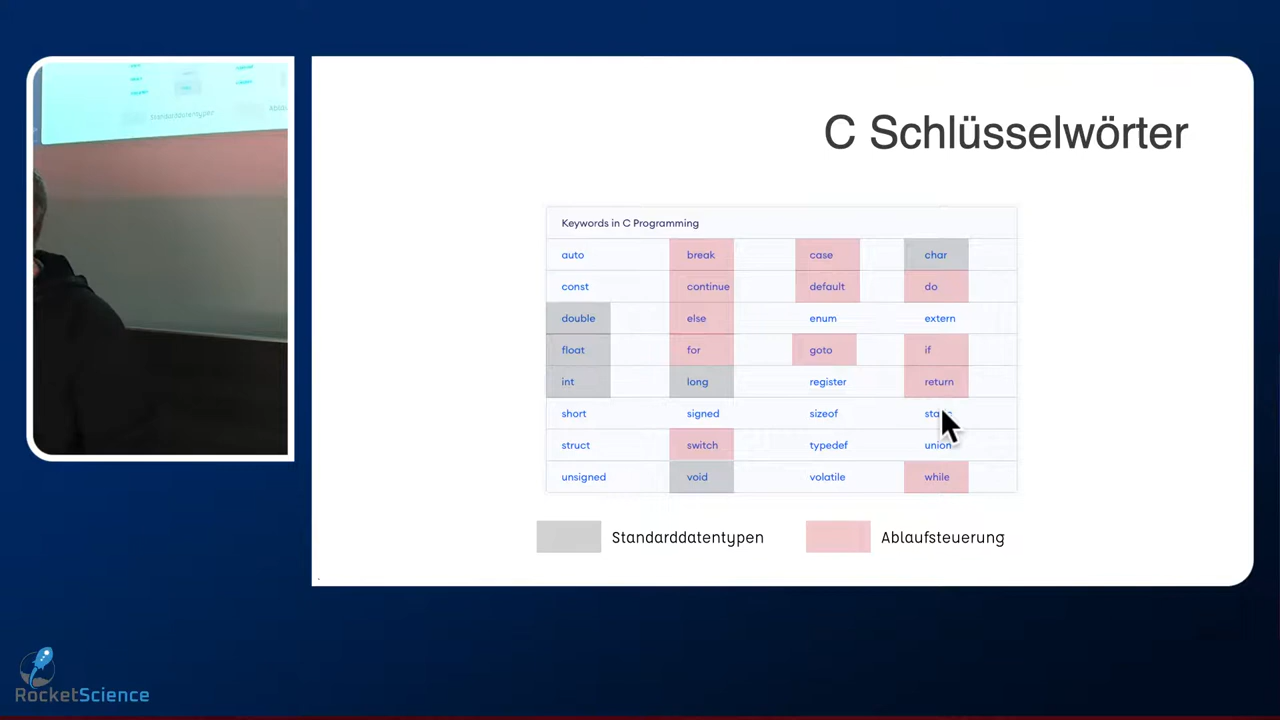 C Schlüsselwörter
Keywords in C Programming
auto break case char
const continue default do
double else enum extern
float for goto if
int long register return
short signed sizeof
struct switch typedef union
unsigned void volatile while
Standarddatentypen Ablaufsteuerung
Standarddatentypen
RocketScience